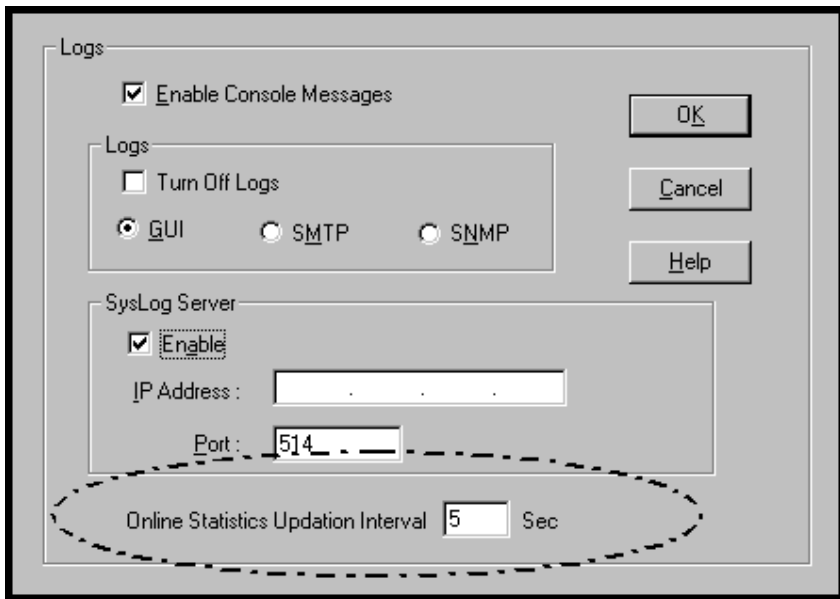 Logs
Enable Console Messages
OK
Logs
Turn Off Logs
Cancel
GUI SMTP SNMP
Help
SysLog Server
Enable
IP Address : . . .
Port : 514
Online Statistics Updation Interval 5 Sec